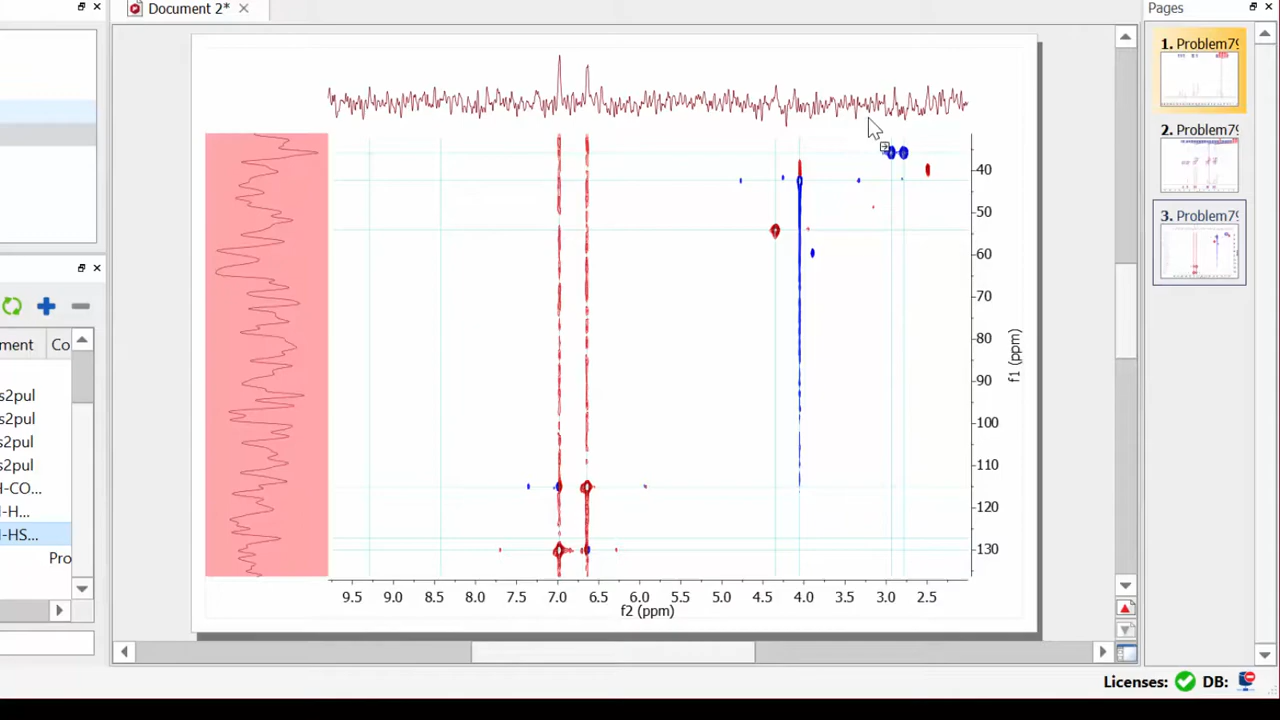 Document 2*
Pages
1. Problem79
2. Problem79
3. Problem79
40
50
60
70
80
90
100
110
120
130
f1 (ppm)
9.5 9.0 8.5 8.0 7.5 7.0 6.5 6.0 5.5 5.0 4.5 4.0 3.5 3.0 2.5
f2 (ppm)
ment Co
s2pul
s2pul
s2pul
s2pul
H-CO...
H-H...
H-HS...
Pro
Licenses: DB: